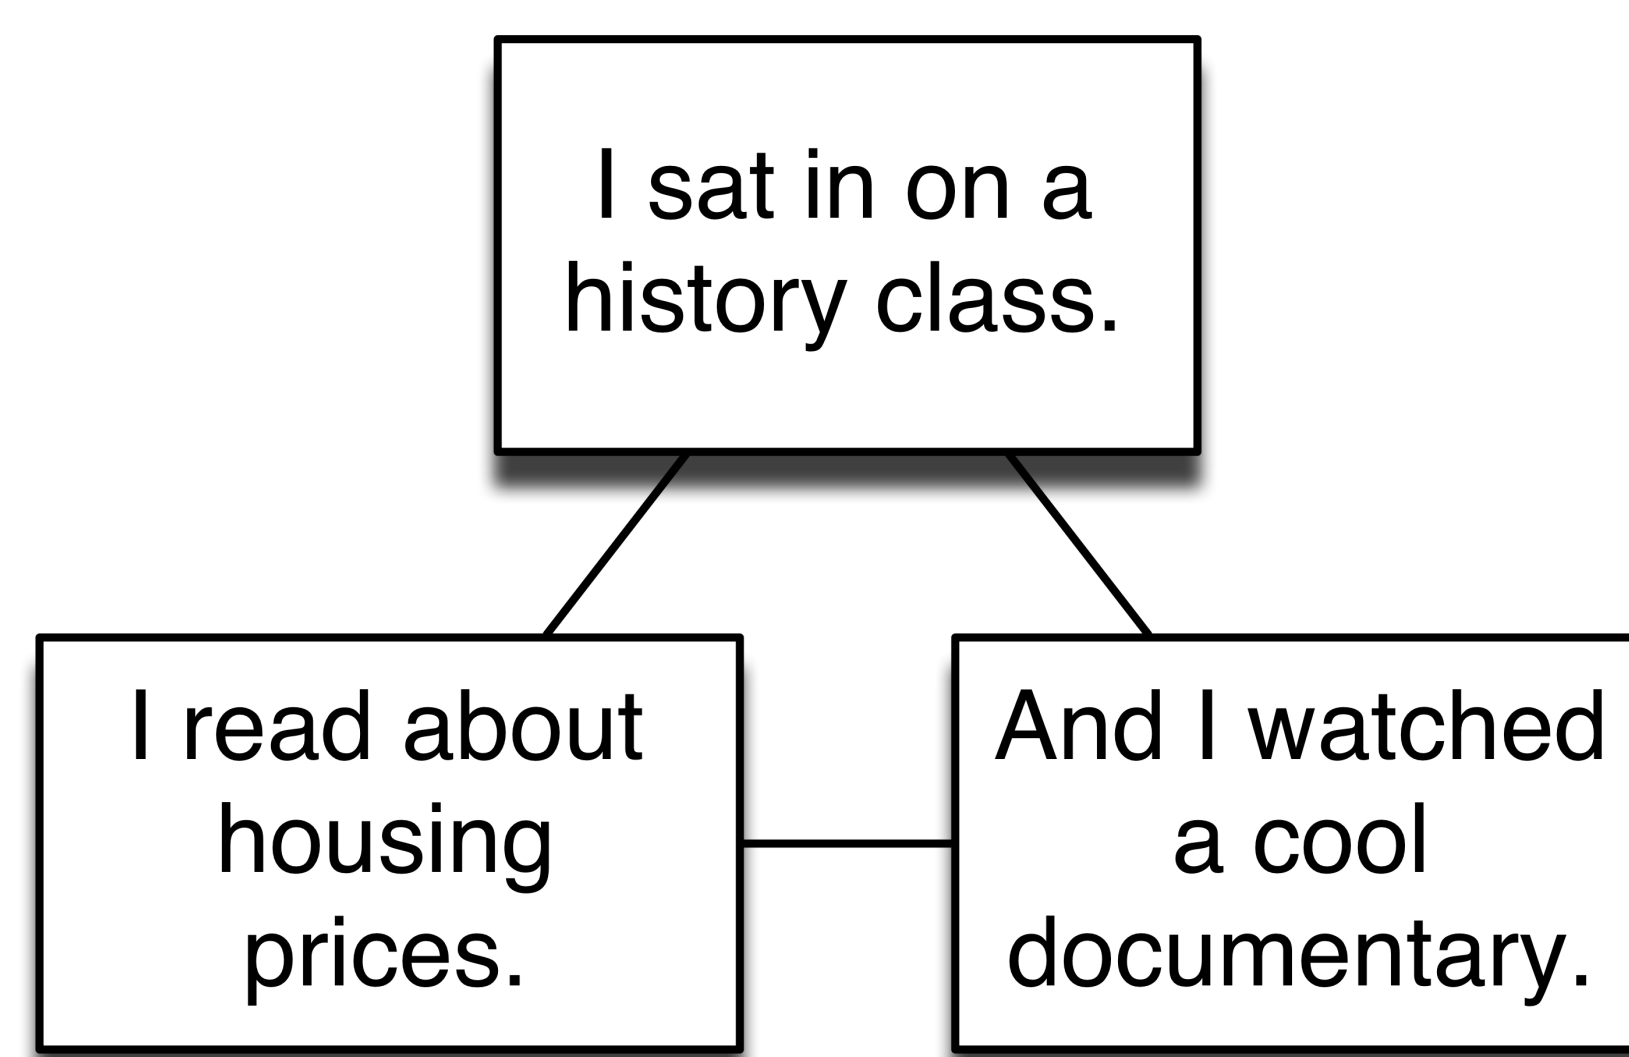 I sat in on a
history class.
I read about
housing
prices.
And I watched
a cool
documentary.